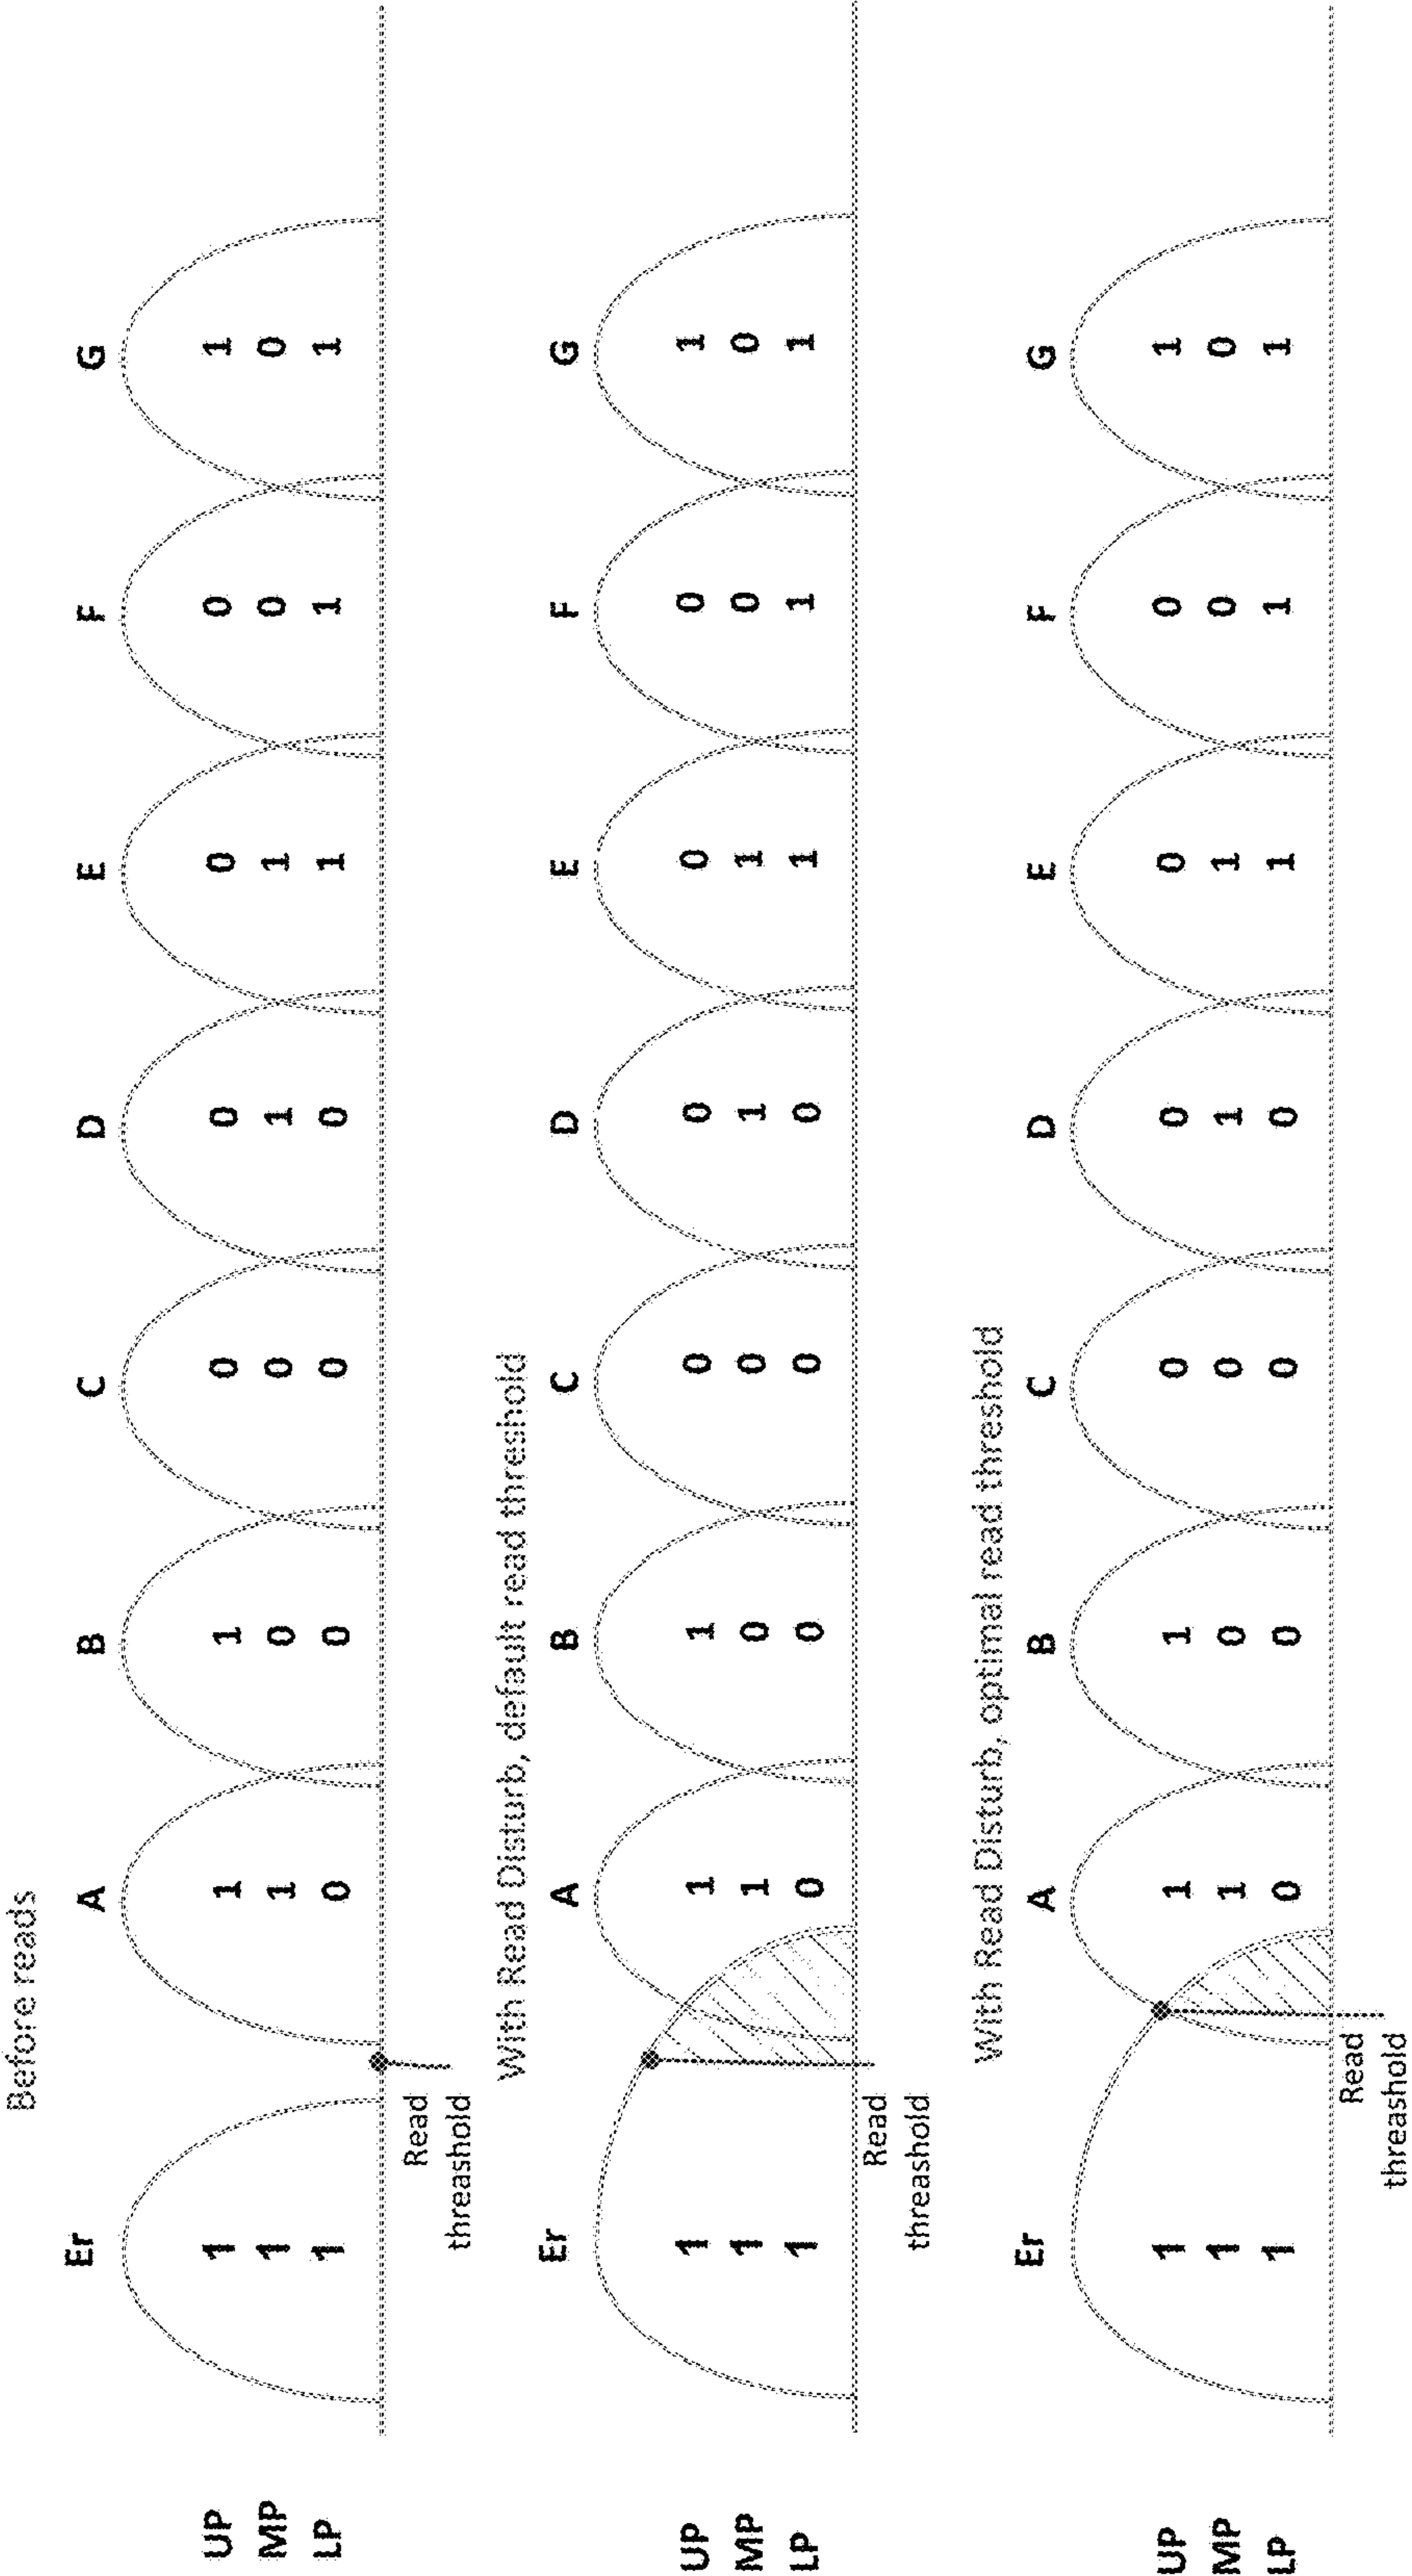 Before reads
Er A B C D E F G
UP 1 1 1 0 0 0 0 1
MP 1 1 0 0 1 1 0 0
LP 1 0 0 0 0 1 1 1
Read
threashold
With Read Disturb, default read threshold
Er A B C D E F G
UP 1 1 1 0 0 0 0 1
MP 1 1 0 0 1 1 0 0
LP 1 0 0 0 0 1 1 1
Read
threashold
With Read Disturb, optimal read threshold
Er A B C D E F G
UP 1 1 1 0 0 0 0 1
MP 1 1 0 0 1 1 0 0
LP 1 0 0 0 0 1 1 1
Read
threashold